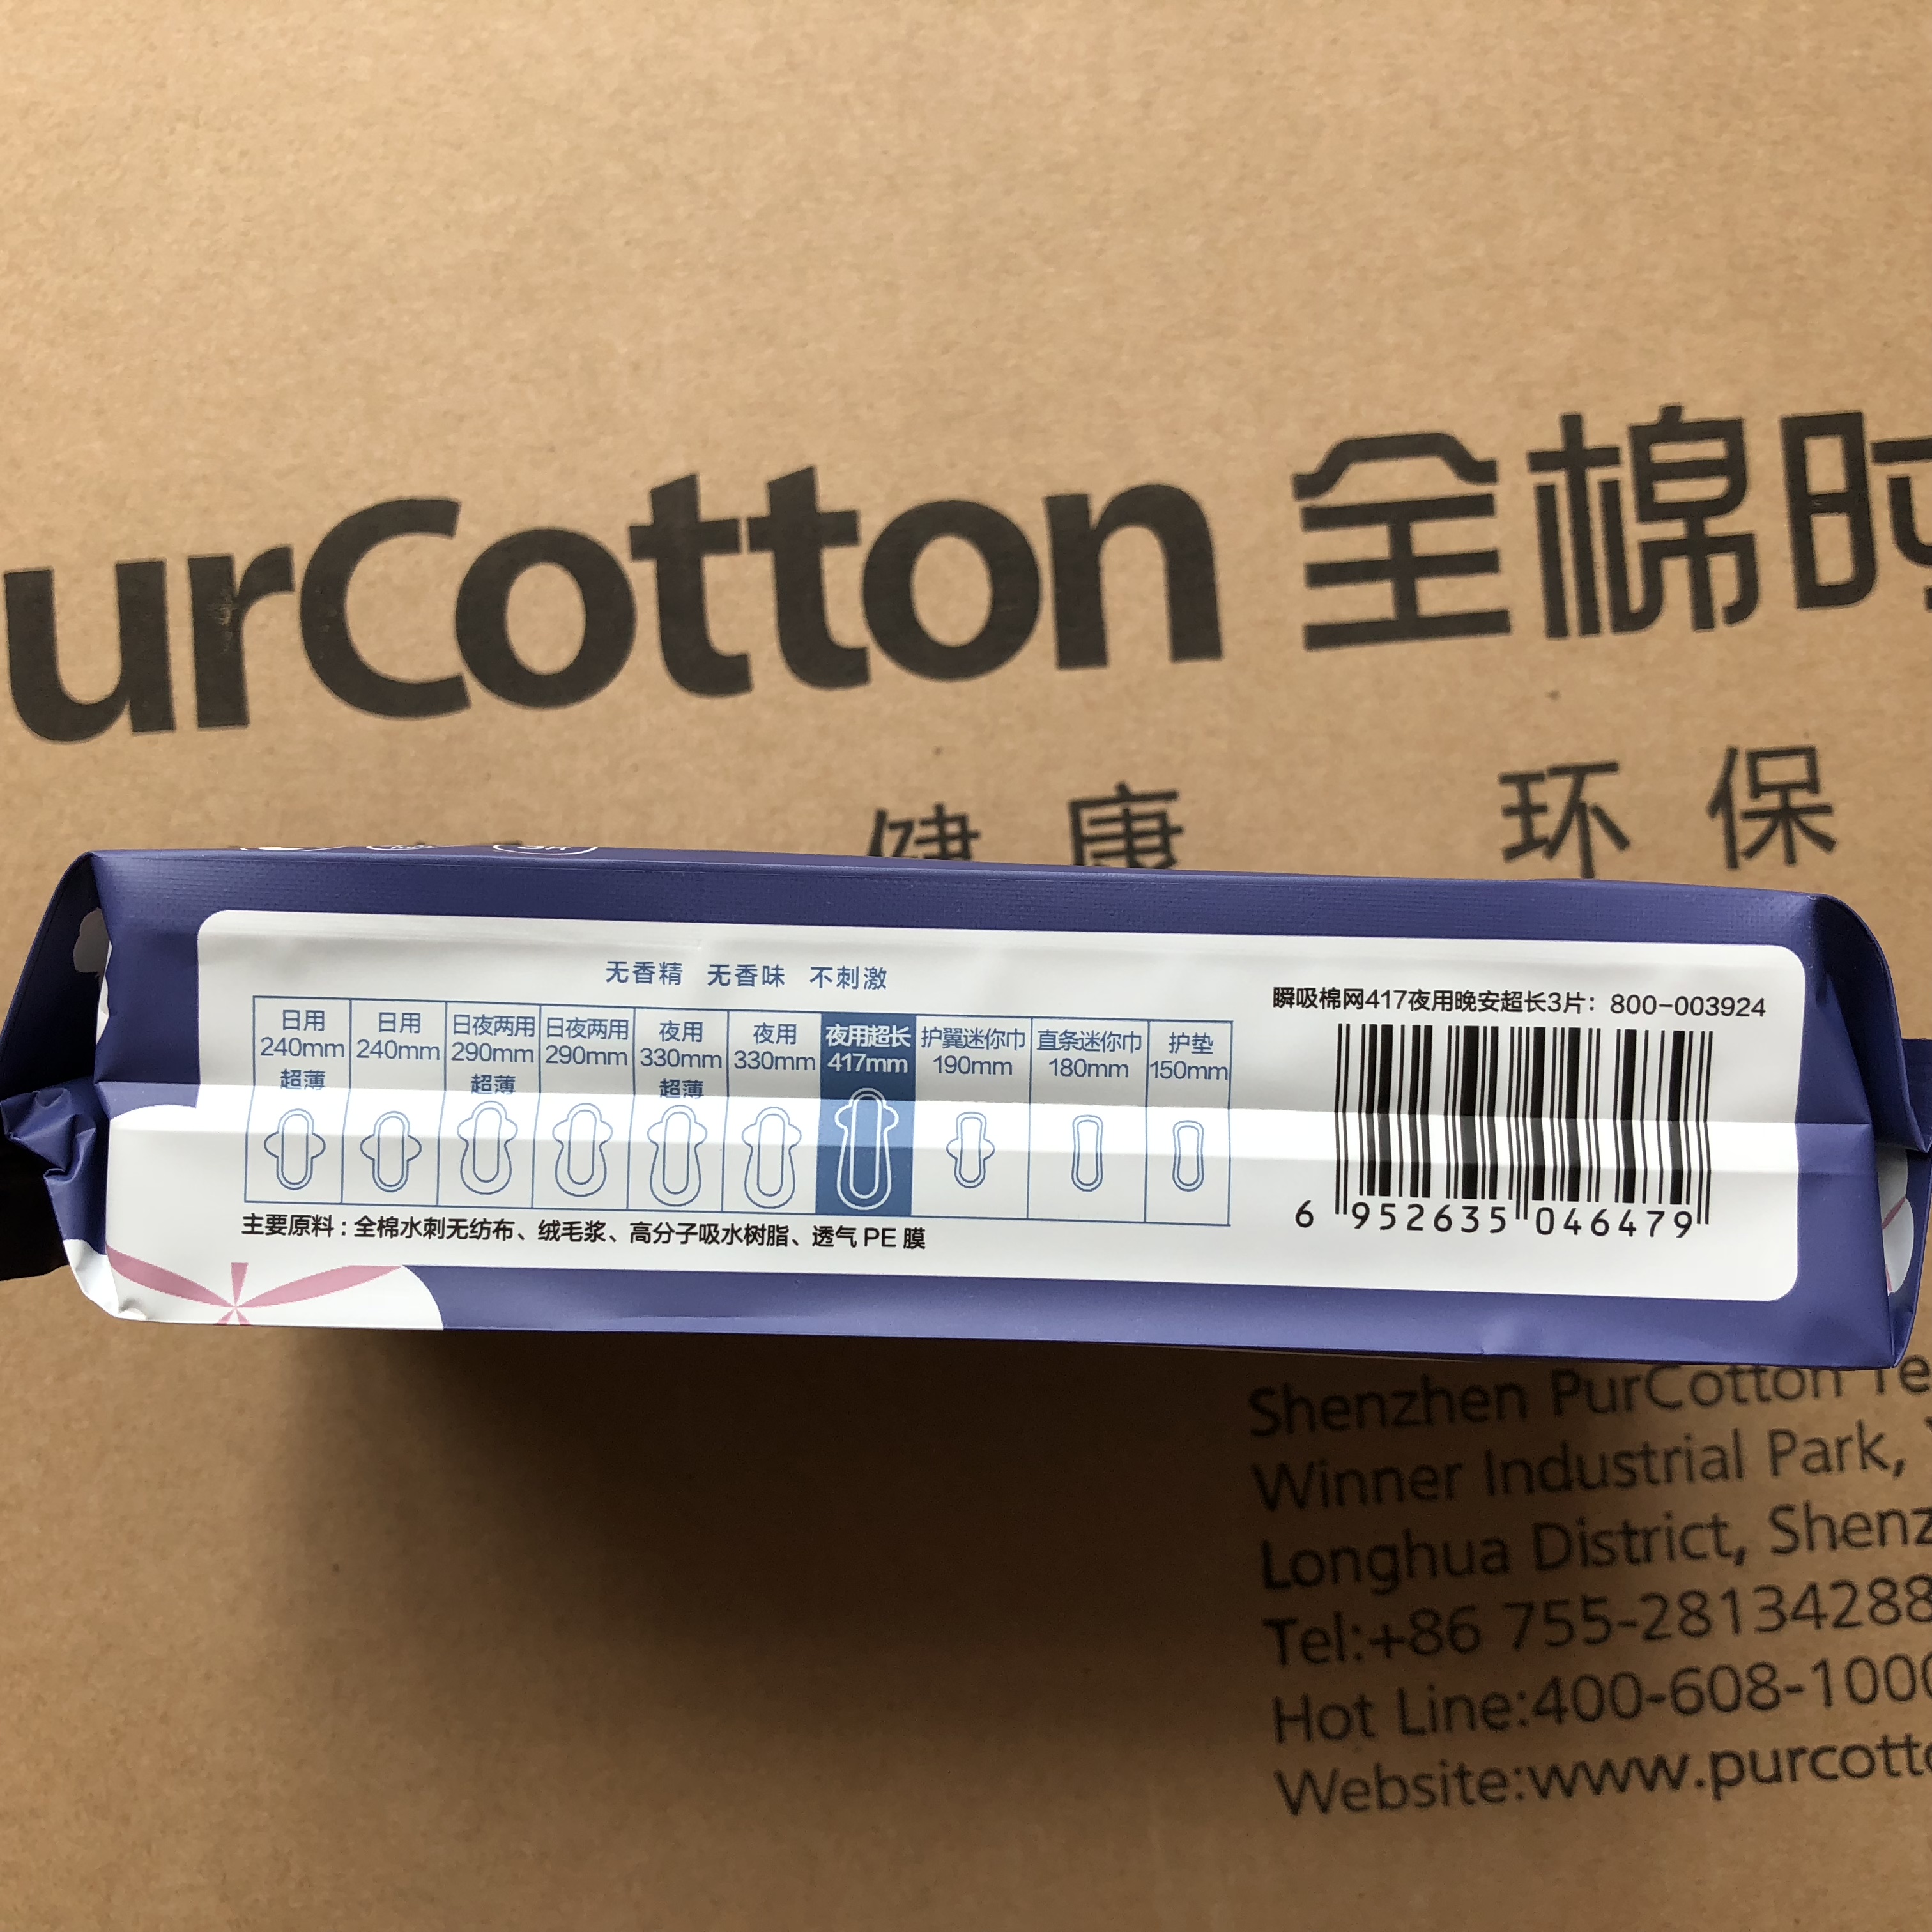 urCotton 全棉时
健康 环保
无香精 无香味 不刺激
瞬吸棉网417夜用晚安超长3片：800-003924
日用 240mm 超薄
日用 240mm
日夜两用 290mm 超薄
日夜两用 290mm
夜用 330mm 超薄
夜用 330mm
夜用超长 417mm
护翼迷你巾 190mm
直条迷你巾 180mm
护垫 150mm
主要原料：全棉水刺无纺布、绒毛浆、高分子吸水树脂、透气 PE 膜
6 952635 046479
Shenzhen PurCotton Te
Winner Industrial Park,
Longhua District, Shenz
Tel:+86 755-28134288
Hot Line:400-608-1000
Website:www.purcotto